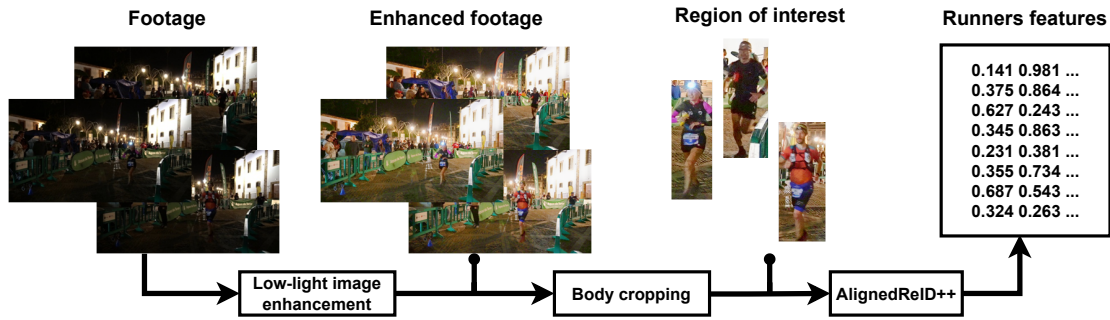 Footage
Enhanced footage
Region of interest
Runners features
0.141 0.981 ...
0.375 0.864 ...
0.627 0.243 ...
0.345 0.863 ...
0.231 0.381 ...
0.355 0.734 ...
0.687 0.543 ...
0.324 0.263 ...
Low-light image
enhancement
Body cropping
AlignedReID++